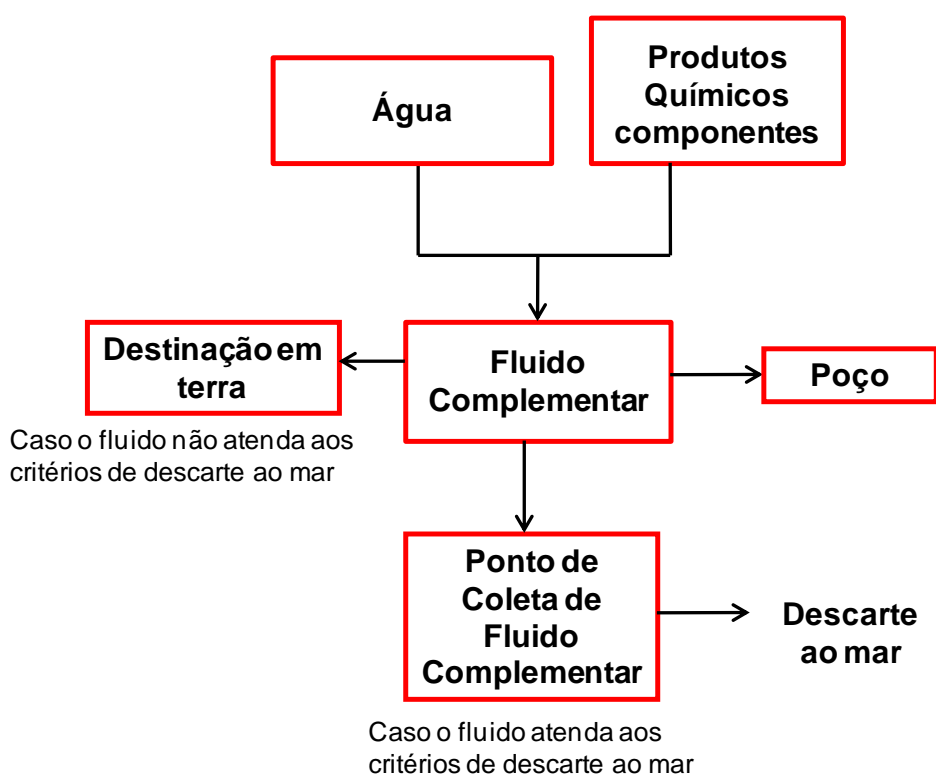 Água
Produtos
Químicos
componentes
Destinação em
terra
Caso o fluido não atenda aos
critérios de descarte ao mar
Fluido
Complementar
Poço
Ponto de
Coleta de
Fluido
Complementar
Caso o fluido atenda aos
critérios de descarte ao mar
Descarte
ao mar